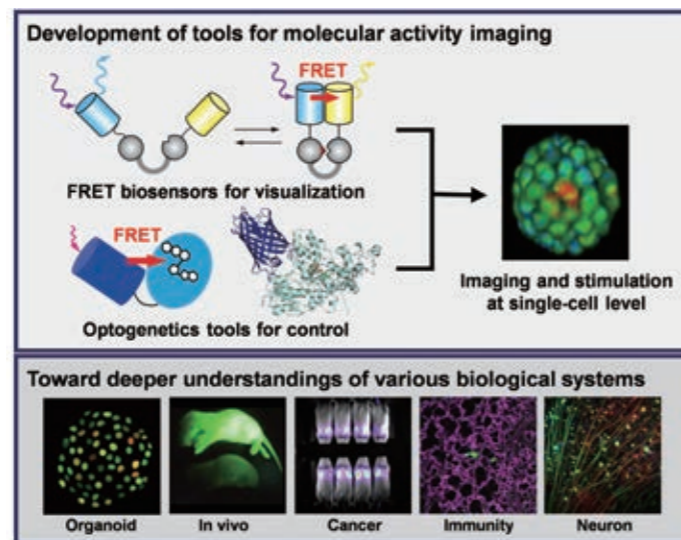 Development of tools for molecular activity imaging
FRET
FRET biosensors for visualization
FRET
Optogenetics tools for control
Imaging and stimulation
at single-cell level
Toward deeper understandings of various biological systems
Organoid
In vivo
Cancer
Immunity
Neuron